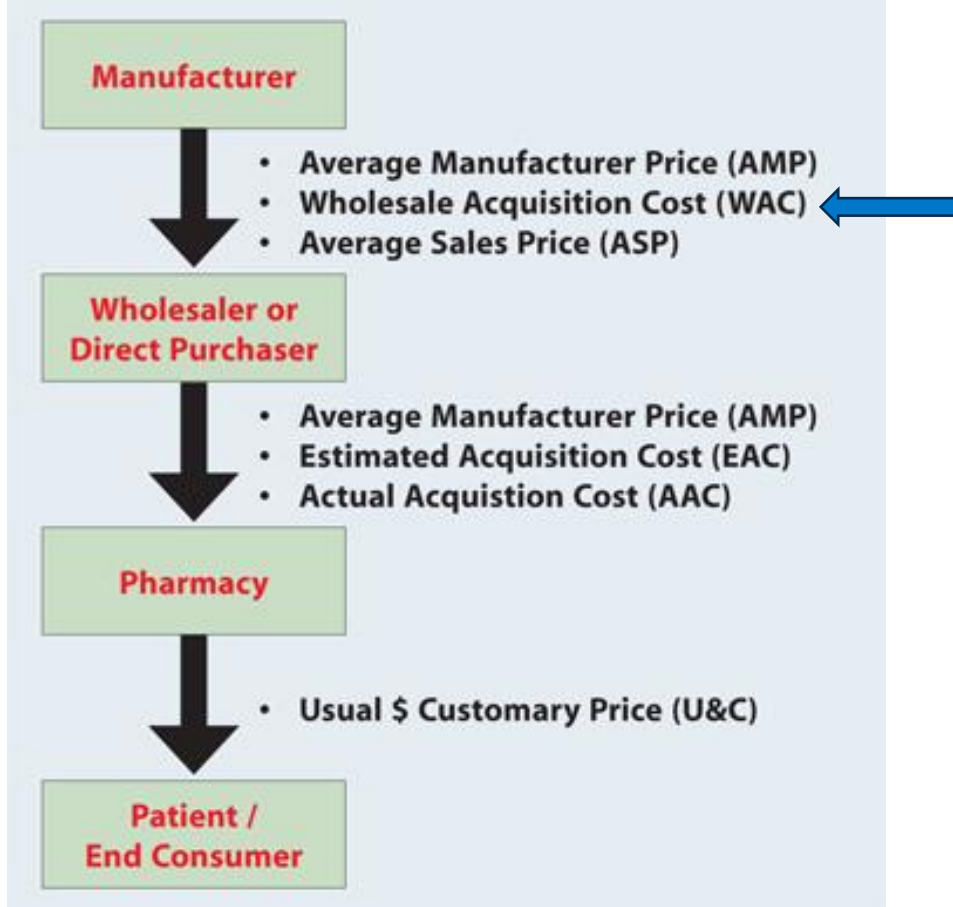 Manufacturer
• Average Manufacturer Price (AMP)
• Wholesale Acquisition Cost (WAC)
• Average Sales Price (ASP)
Wholesaler or
Direct Purchaser
• Average Manufacturer Price (AMP)
• Estimated Acquisition Cost (EAC)
• Actual Acquistion Cost (AAC)
Pharmacy
• Usual $ Customary Price (U&C)
Patient /
End Consumer